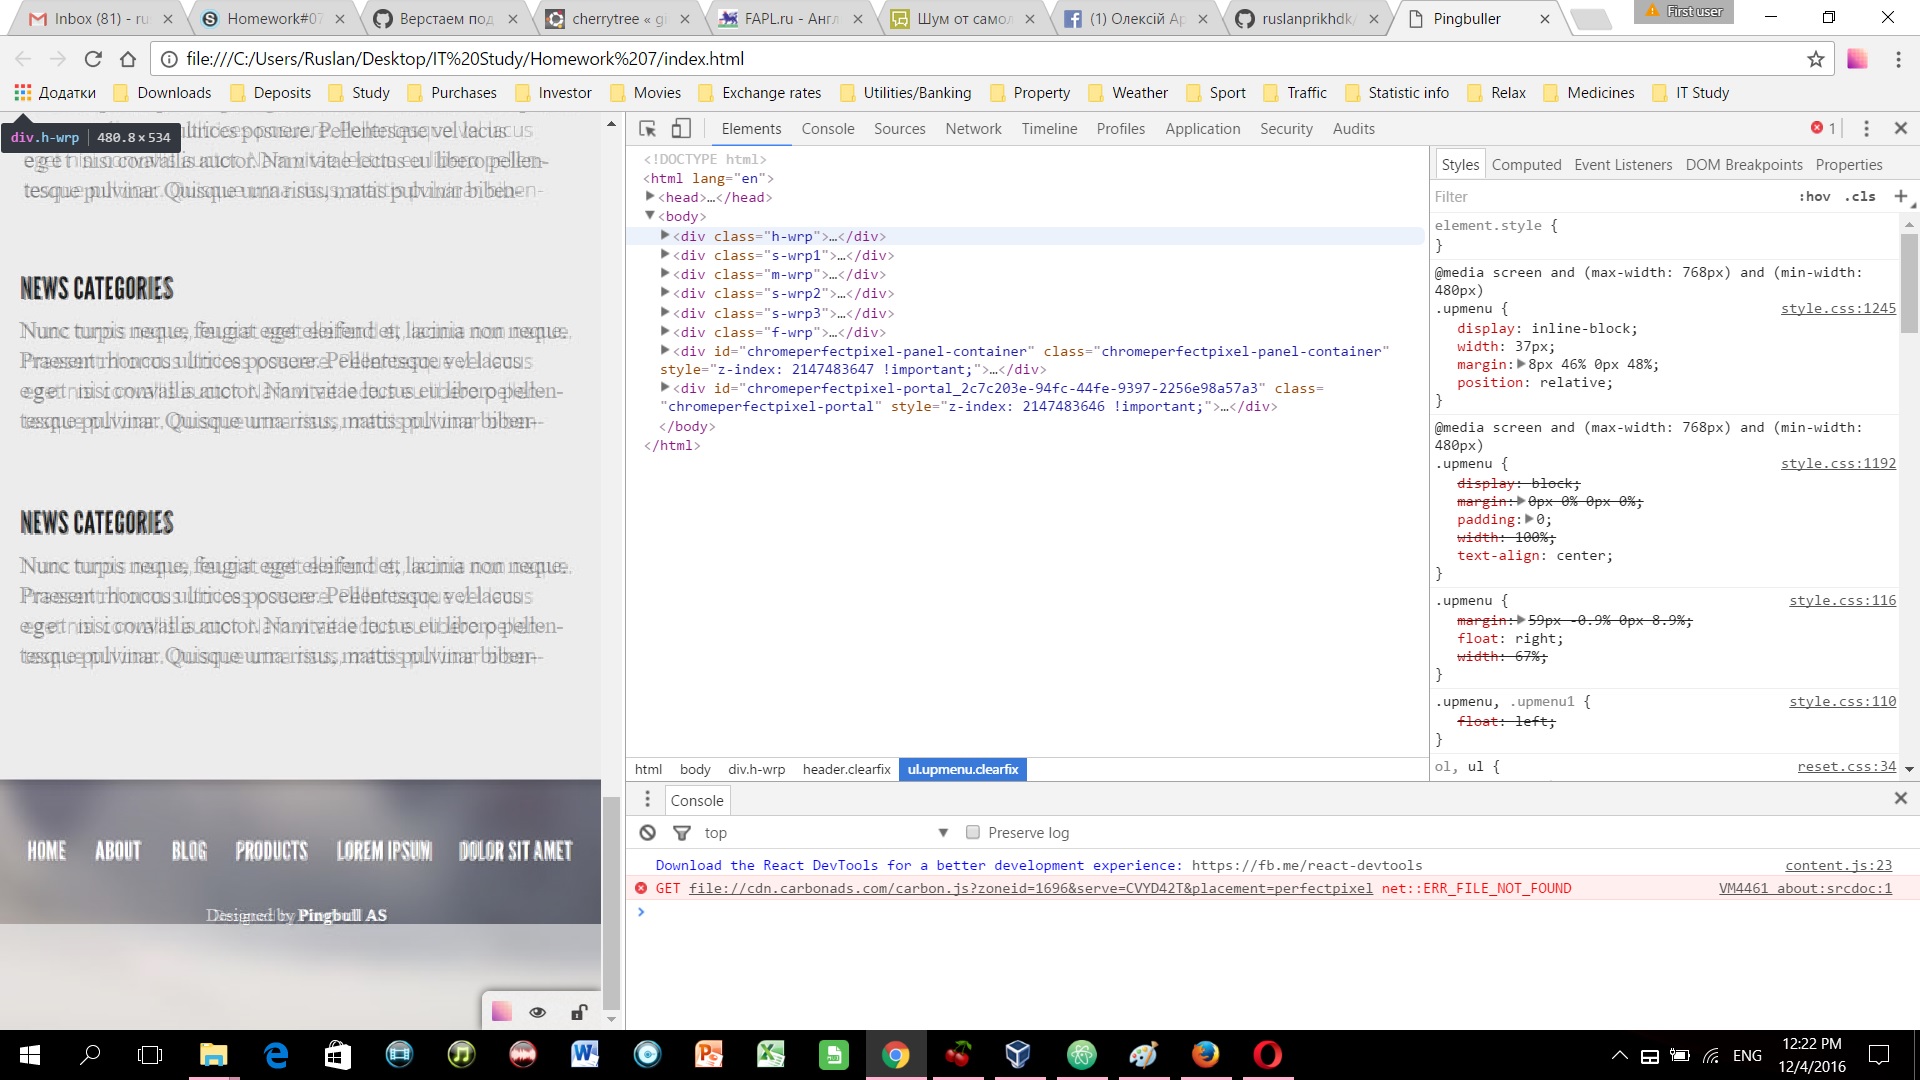 Inbox (81) - ru
Homework#07
Верстаем под
cherrytree « gi
FAPL.ru - Англ
Шум от самол
(1) Олексій Ар
ruslanprikhdk/
Pingbuller
First user
file:///C:/Users/Ruslan/Desktop/IT%20Study/Homework%207/index.html
Додатки
Downloads
Deposits
Study
Purchases
Investor
Movies
Exchange rates
Utilities/Banking
Property
Weather
Sport
Traffic
Statistic info
Relax
Medicines
IT Study
div.h-wrp | 480.8 × 534
ultrices posuere. Pellentesque vel lacus
eget nisi convallis auctor. Nam vitae lectus eu libero pellen-
tesque pulvinar. Quisque urna risus, mattis pulvinar biben-
NEWS CATEGORIES
Nunc turpis neque, feugiat eget eleifend et, lacinia non neque.
Praesent rhoncus ultrices posuere. Pellentesque vel lacus
eget nisi convallis auctor. Nam vitae lectus eu libero pellen-
tesque pulvinar. Quisque urna risus, mattis pulvinar biben-
NEWS CATEGORIES
Nunc turpis neque, feugiat eget eleifend et, lacinia non neque.
Praesent rhoncus ultrices posuere. Pellentesque vel lacus
eget nisi convallis auctor. Nam vitae lectus eu libero pellen-
tesque pulvinar. Quisque urna risus, mattis pulvinar biben-
HOME ABOUT BLOG PRODUCTS LOREM IPSUM DOLOR SIT AMET
Designed by Pingbull AS
Elements Console Sources Network Timeline Profiles Application Security Audits 1
<!DOCTYPE html>
<html lang="en">
<head>…</head>
<body>
<div class="h-wrp">…</div>
<div class="s-wrp1">…</div>
<div class="m-wrp">…</div>
<div class="s-wrp2">…</div>
<div class="s-wrp3">…</div>
<div class="f-wrp">…</div>
<div id="chromeperfectpixel-panel-container" class="chromeperfectpixel-panel-container"
style="z-index: 2147483647 !important;">…</div>
<div id="chromeperfectpixel-portal_2c7c203e-94fc-44fe-9397-2256e98a57a3" class=
"chromeperfectpixel-portal" style="z-index: 2147483646 !important;">…</div>
</body>
</html>
html body div.h-wrp header.clearfix ul.upmenu.clearfix
Styles Computed Event Listeners DOM Breakpoints Properties
Filter :hov .cls +
element.style {
}
@media screen and (max-width: 768px) and (min-width:
480px)
.upmenu { style.css:1245
display: inline-block;
width: 37px;
margin: 8px 46% 0px 48%;
position: relative;
}
@media screen and (max-width: 768px) and (min-width:
480px)
.upmenu { style.css:1192
display: block;
margin: 0px 0% 0px 0%;
padding: 0;
width: 100%;
text-align: center;
}
.upmenu { style.css:116
margin: 59px -0.9% 0px 8.9%;
float: right;
width: 67%;
}
.upmenu, .upmenu1 { style.css:110
float: left;
}
ol, ul { reset.css:34
Console
top
Preserve log
Download the React DevTools for a better development experience: https://fb.me/react-devtools content.js:23
GET file://cdn.carbonads.com/carbon.js?zoneid=1696&serve=CVYD42T&placement=perfectpixel net::ERR_FILE_NOT_FOUND VM4461 about:srcdoc:1
ENG
12:22 PM
12/4/2016